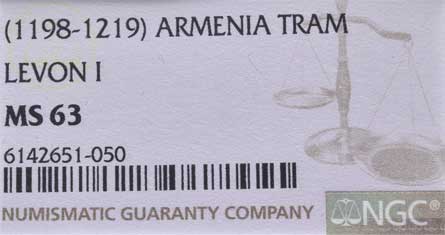 (1198-1219) ARMENIA TRAM
LEVON I
MS 63
6142651-050
NUMISMATIC GUARANTY COMPANY NGC®